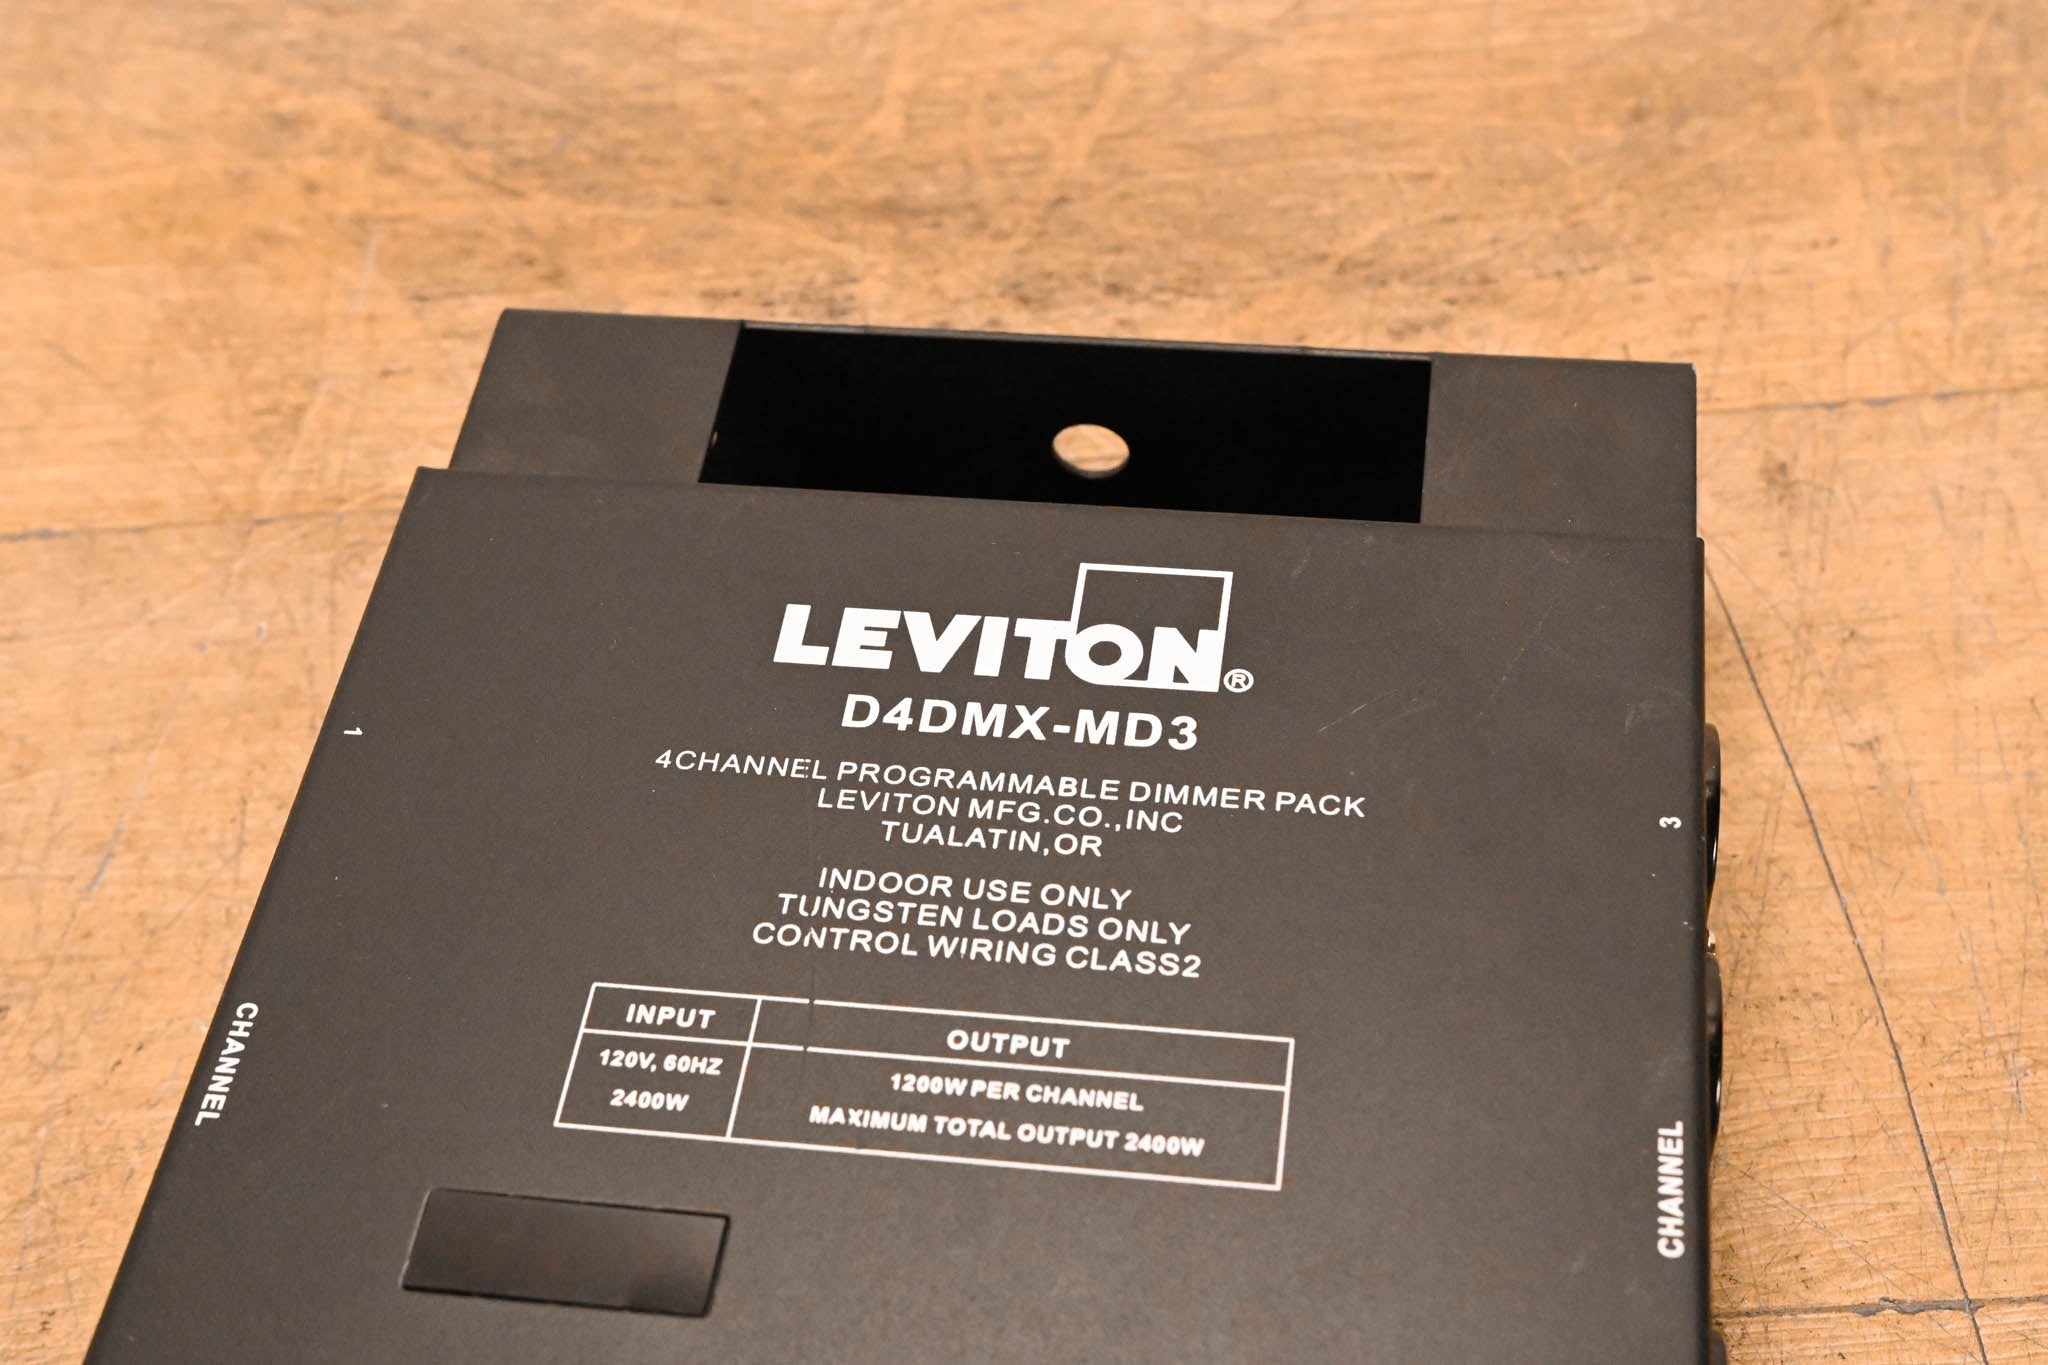 LEVITON®
D4DMX-MD3
4CHANNEL PROGRAMMABLE DIMMER PACK
LEVITON MFG.CO.,INC
TUALATIN,OR
INDOOR USE ONLY
TUNGSTEN LOADS ONLY
CONTROL WIRING CLASS2
INPUT
120V, 60HZ
2400W
OUTPUT
1200W PER CHANNEL
MAXIMUM TOTAL OUTPUT 2400W
1
CHANNEL
3
CHANNEL